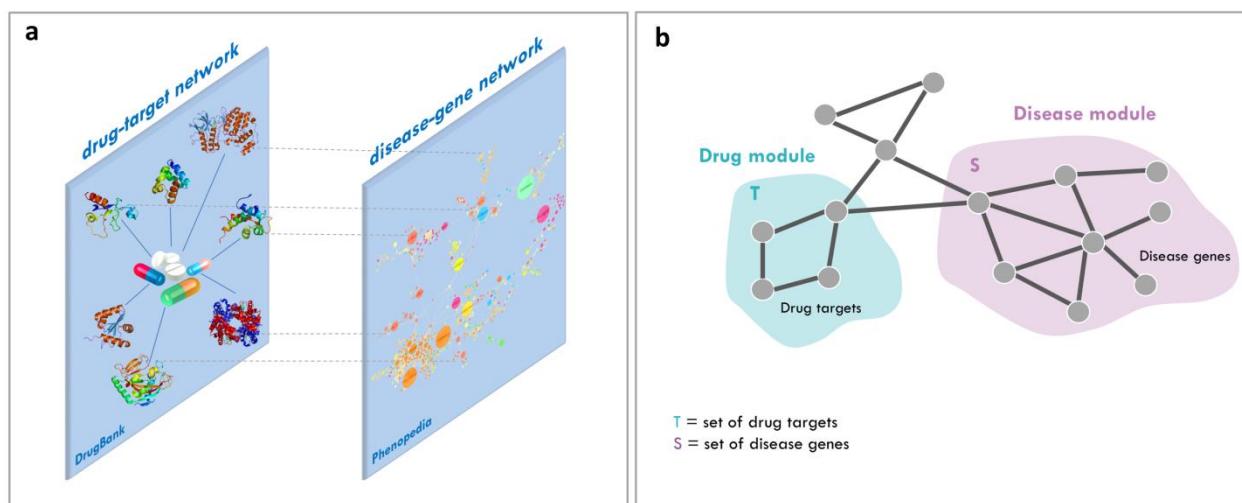 a
drug-target network
disease-gene network
DrugBank
Phenopedia
b
Disease module
Drug module
S
T
Disease genes
Drug targets
T = set of drug targets
S = set of disease genes